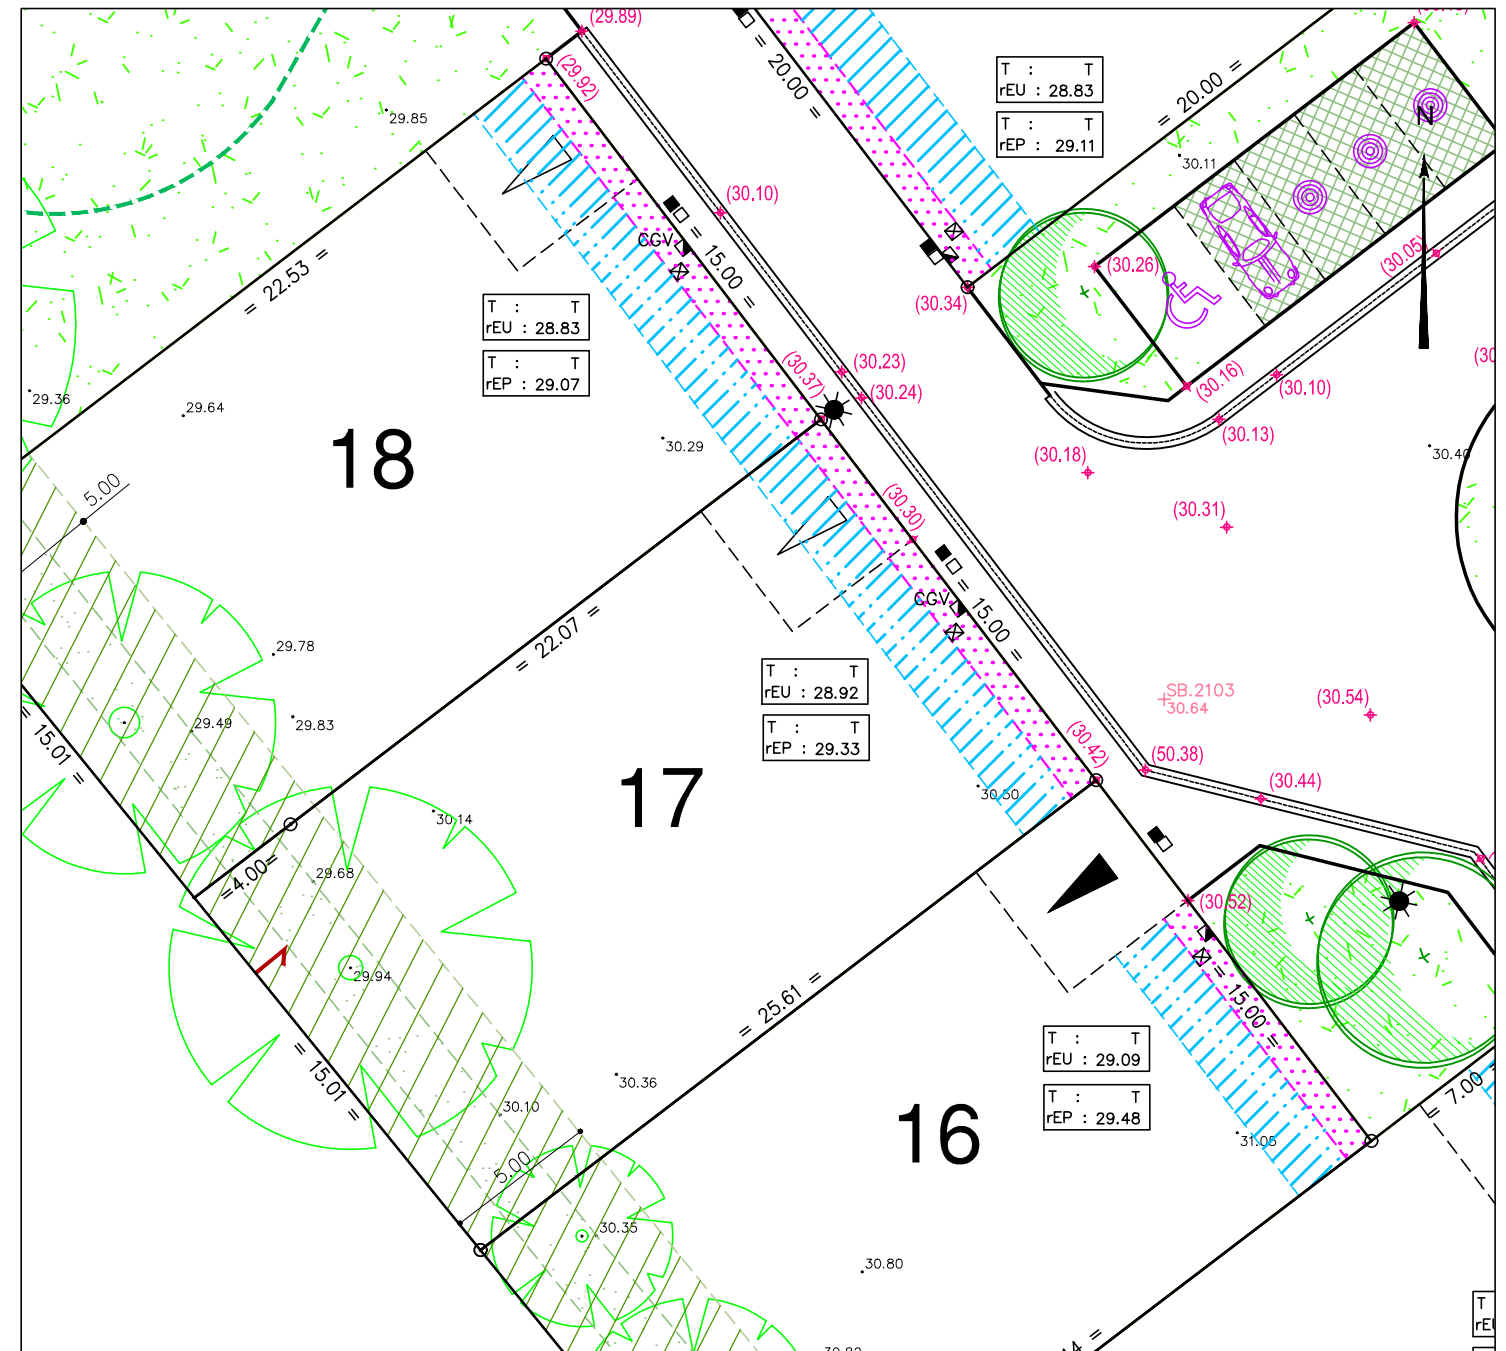 (29.89)
= 20.00 =
T : T
rEU : 28.83
T : T
rEP : 29.11
= 20.00 =
(29.92)
29.85
N
30.11
(30.10)
CGV
= 15.00 =
= 22.53 =
(30.34)
(30.26)
(30.05)
T : T
rEU : 28.83
T : T
rEP : 29.07
(30.37)
(30.23)
(30.24)
(30.16)
(30.10)
(30.13)
29.36
29.64
18
30.29
(30.18)
30.40
5.00
(30.30)
(30.31)
CGV
= 15.00 =
= 22.07 =
29.78
29.49
29.83
= 15.01 =
T : T
rEU : 28.92
T : T
rEP : 29.33
SB.2103
30.64
(30.54)
(30.42)
(50.38)
(30.44)
17
30.50
30.14
=4.00=
29.68
(30.52)
29.94
= 25.61 =
= 15.00 =
= 15.01 =
T : T
rEU : 29.09
T : T
rEP : 29.48
30.36
30.10
16
31.05
= 7.00 =
5.00
30.35
30.80
T